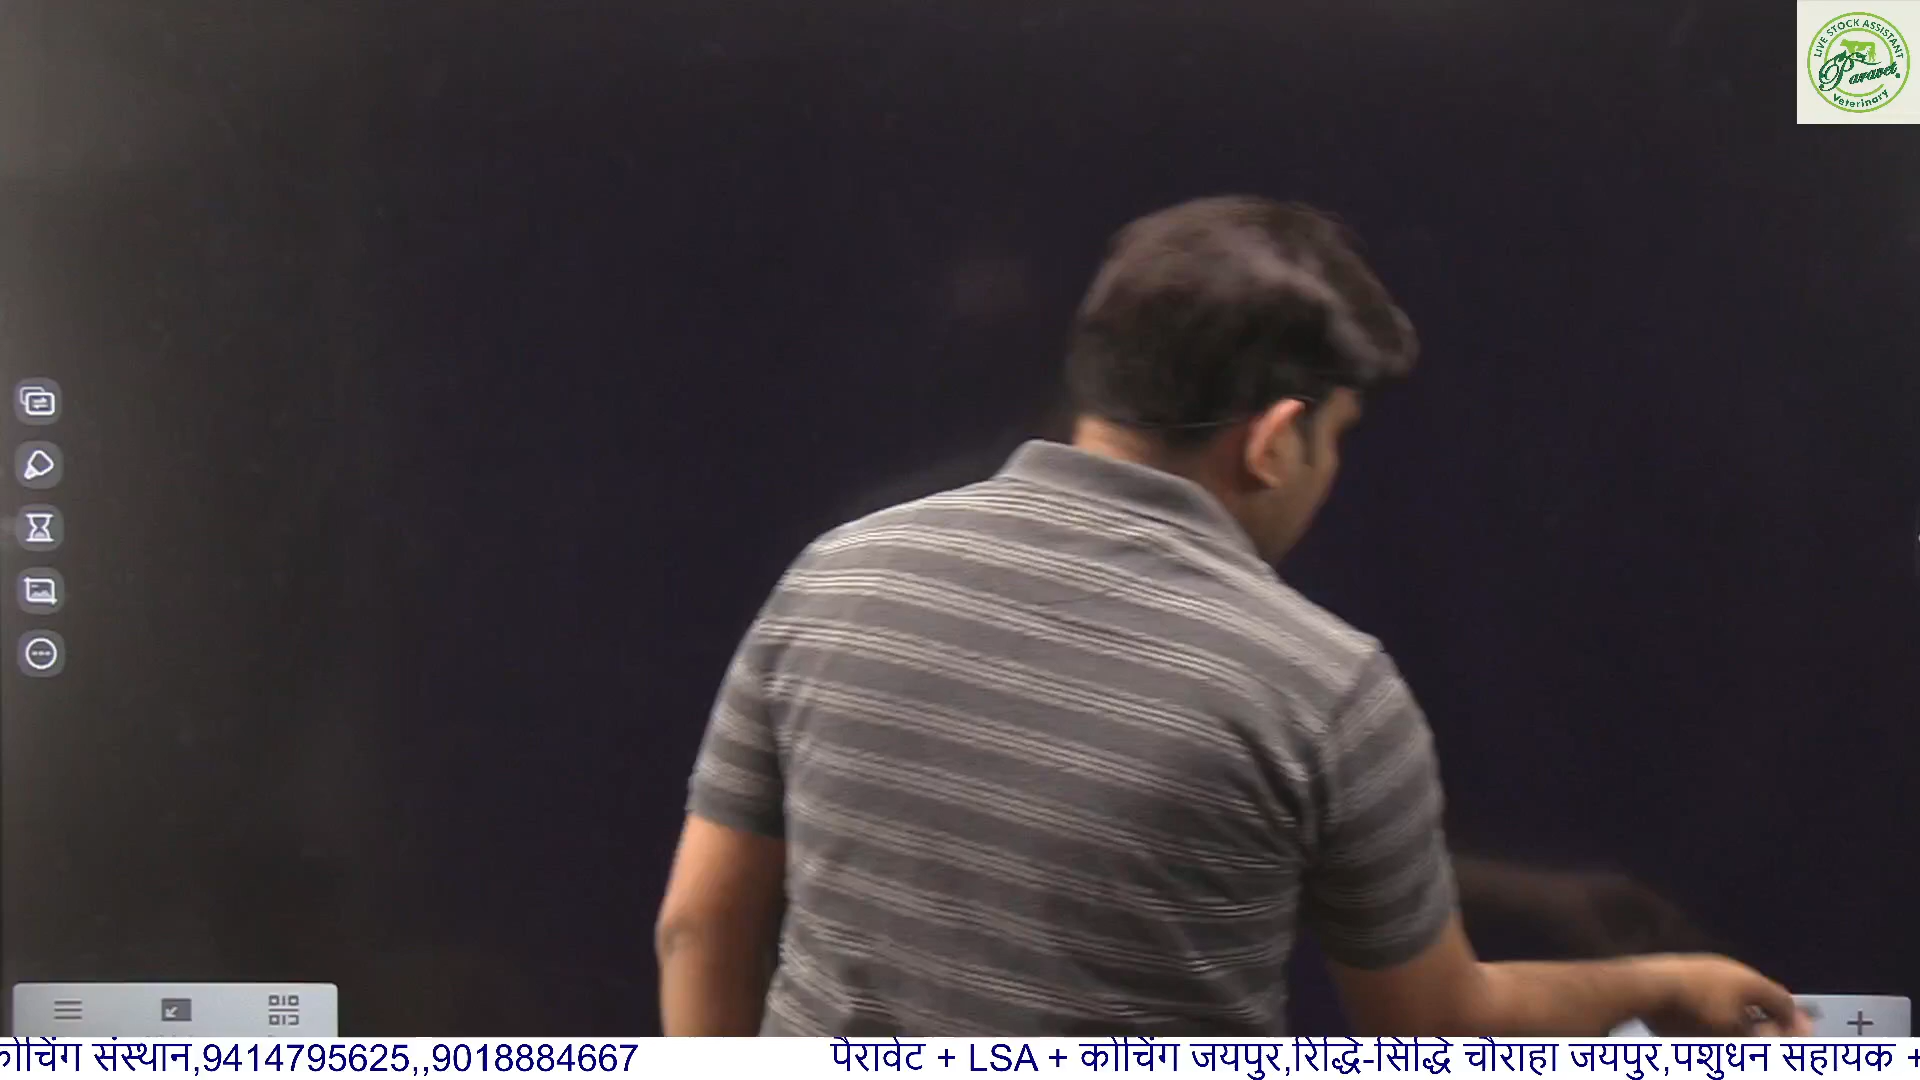 LIVE STOCK ASSISTANT
Paravet
Veterinary
कोचिंग संस्थान,9414795625,,9018884667 पैरावेट + LSA + कोचिंग जयपुर,रिद्धि-सिद्धि चौराहा जयपुर,पशुधन सहायक +